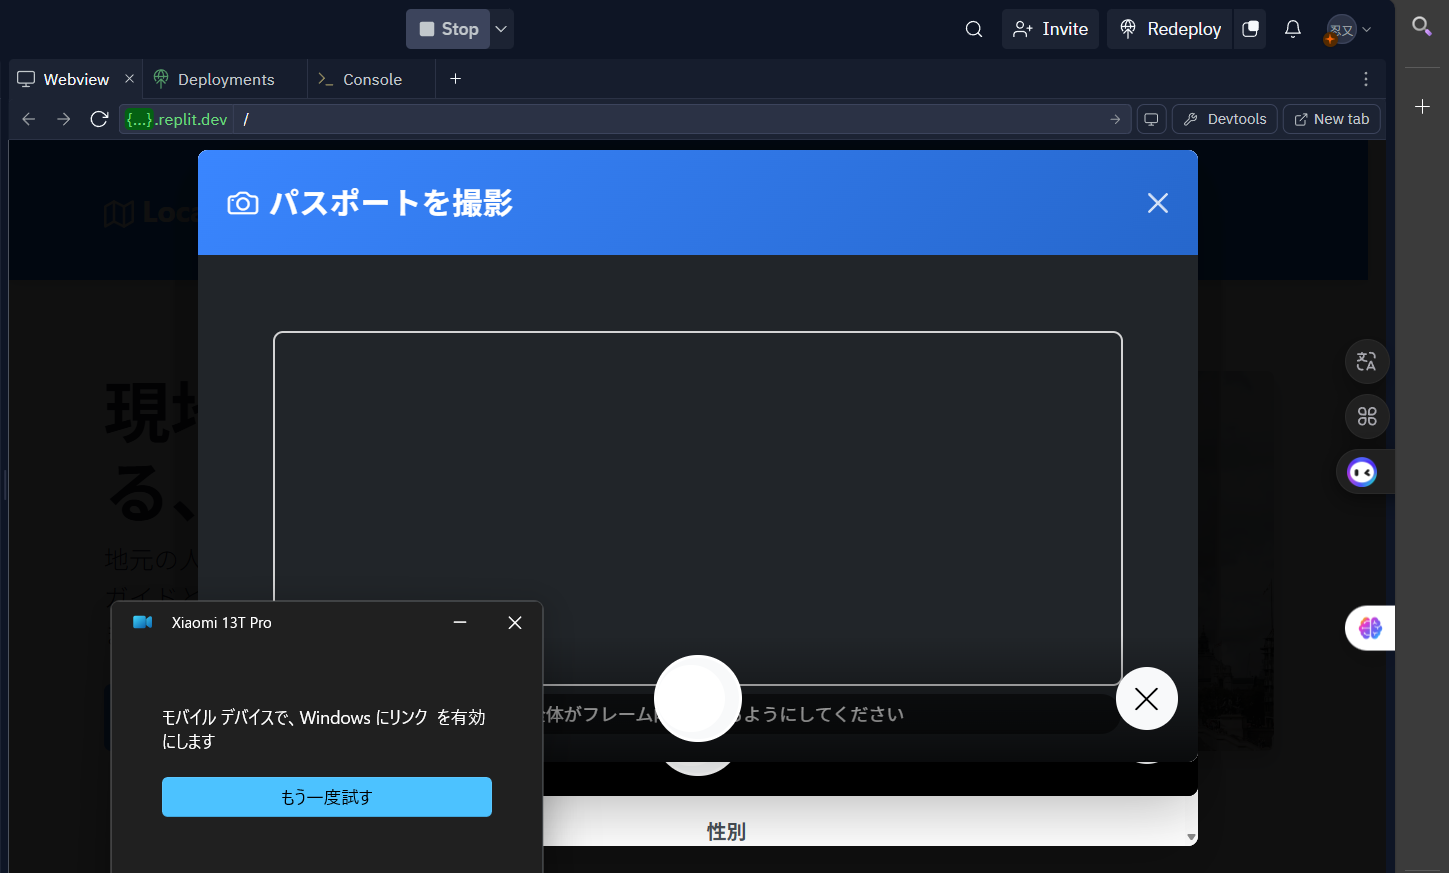 Stop
Invite
Redeploy
Webview
Deployments
Console
{...}.replit.dev /
Devtools
New tab
パスポートを撮影
Loca
現地
る、
地元の人
ガイドと
Xiaomi 13T Pro
モバイル デバイスで、Windows にリンク を有効
にします
もう一度試す
体がフレーム
ようにしてください
性別